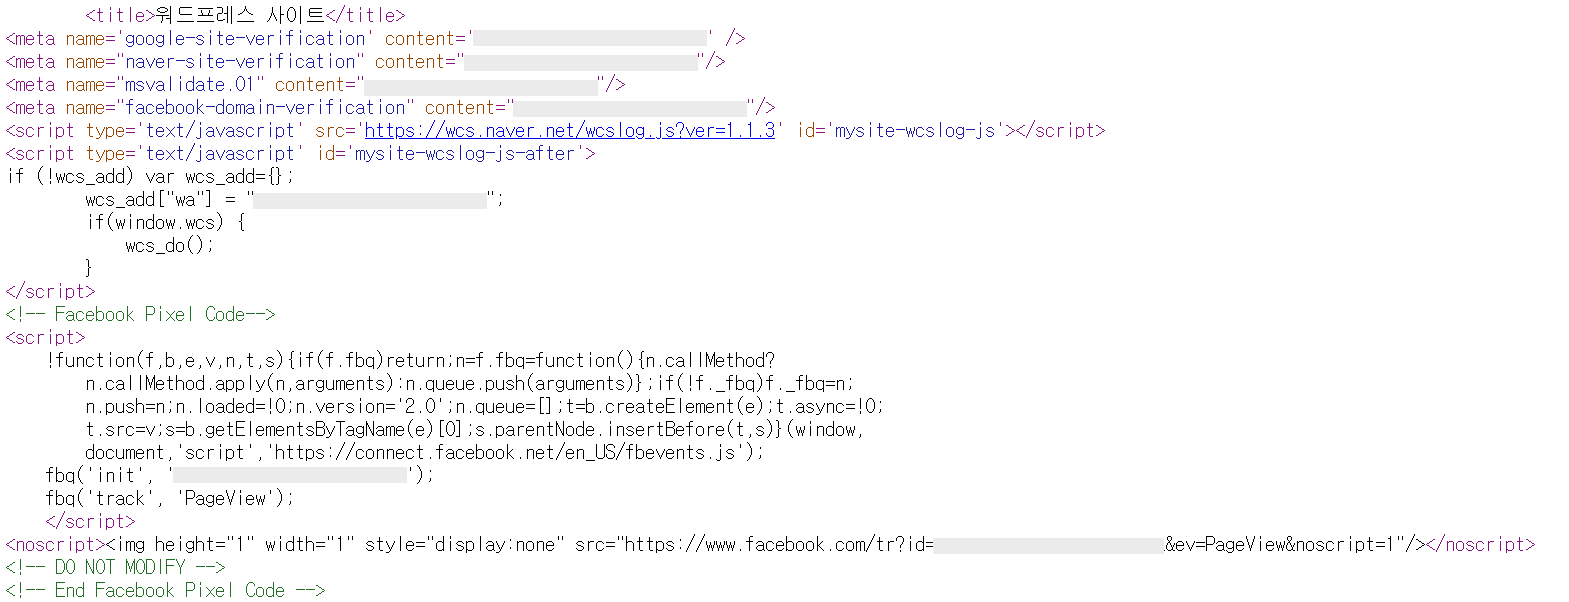 <title>워드프레스 사이트</title>
<meta name='google-site-verification' content='' />
<meta name="naver-site-verification" content=""/>
<meta name="msvalidate.01" content=""/>
<meta name="facebook-domain-verification" content=""/>
<script type='text/javascript' src='https://wcs.naver.net/wcslog.js?ver=1.1.3' id='mysite-wcslog-js'></script>
<script type='text/javascript' id='mysite-wcslog-js-after'>
if (!wcs_add) var wcs_add={};
wcs_add["wa"] = "";
if(window.wcs) {
wcs_do();
}
</script>
<!-- Facebook Pixel Code-->
<script>
!function(f,b,e,v,n,t,s){if(f.fbq)return;n=f.fbq=function(){n.callMethod?
n.callMethod.apply(n,arguments):n.queue.push(arguments)};if(!f._fbq)f._fbq=n;
n.push=n;n.loaded=!0;n.version='2.0';n.queue=[];t=b.createElement(e);t.async=!0;
t.src=v;s=b.getElementsByTagName(e)[0];s.parentNode.insertBefore(t,s)}(window,
document,'script','https://connect.facebook.net/en_US/fbevents.js');
fbq('init', '');
fbq('track', 'PageView');
</script>
<noscript><img height="1" width="1" style="display:none" src="https://www.facebook.com/tr?id=&ev=PageView&noscript=1"/></noscript>
<!-- DO NOT MODIFY -->
<!-- End Facebook Pixel Code -->